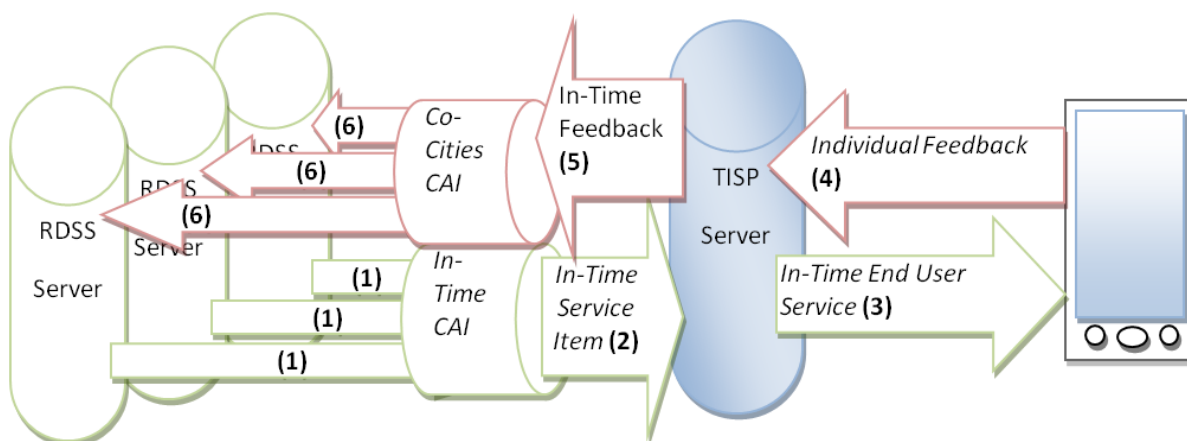 RDSS
Server
RDSS
Server
RDSS
(6)
(6)
(6)
Co-
Cities
CAI
In-Time
Feedback
(5)
(1)
(1)
(1)
In-
Time
CAI
In-Time
Service
Item (2)
TISP
Server
Individual Feedback
(4)
In-Time End User
Service (3)